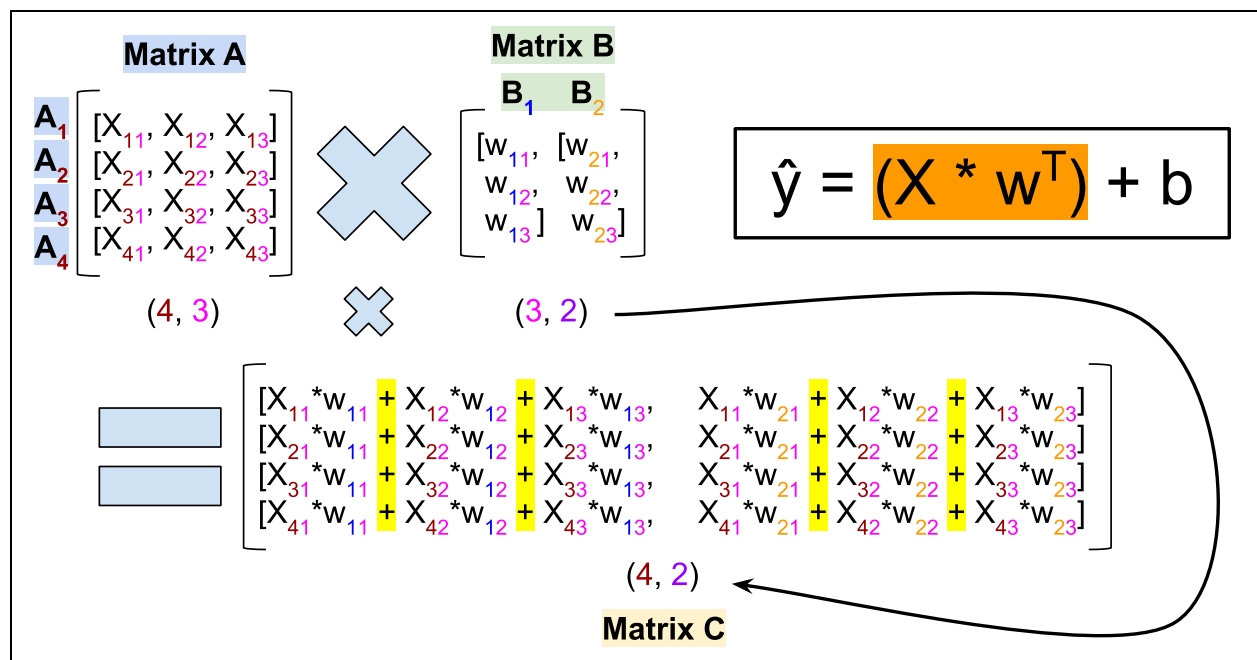 Matrix A
Matrix B
B₁ B₂
A₁ [X₁₁, X₁₂, X₁₃]
A₂ [X₂₁, X₂₂, X₂₃]
A₃ [X₃₁, X₃₂, X₃₃]
A₄ [X₄₁, X₄₂, X₄₃]
[w₁₁, [w₂₁,
w₁₂, w₂₂,
w₁₃] w₂₃]
ŷ = (X * wᵀ) + b
(4, 3)
(3, 2)
[X₁₁*w₁₁ + X₁₂*w₁₂ + X₁₃*w₁₃, X₁₁*w₂₁ + X₁₂*w₂₂ + X₁₃*w₂₃]
[X₂₁*w₁₁ + X₂₂*w₁₂ + X₂₃*w₁₃, X₂₁*w₂₁ + X₂₂*w₂₂ + X₂₃*w₂₃]
[X₃₁*w₁₁ + X₃₂*w₁₂ + X₃₃*w₁₃, X₃₁*w₂₁ + X₃₂*w₂₂ + X₃₃*w₂₃]
[X₄₁*w₁₁ + X₄₂*w₁₂ + X₄₃*w₁₃, X₄₁*w₂₁ + X₄₂*w₂₂ + X₄₃*w₂₃]
(4, 2)
Matrix C